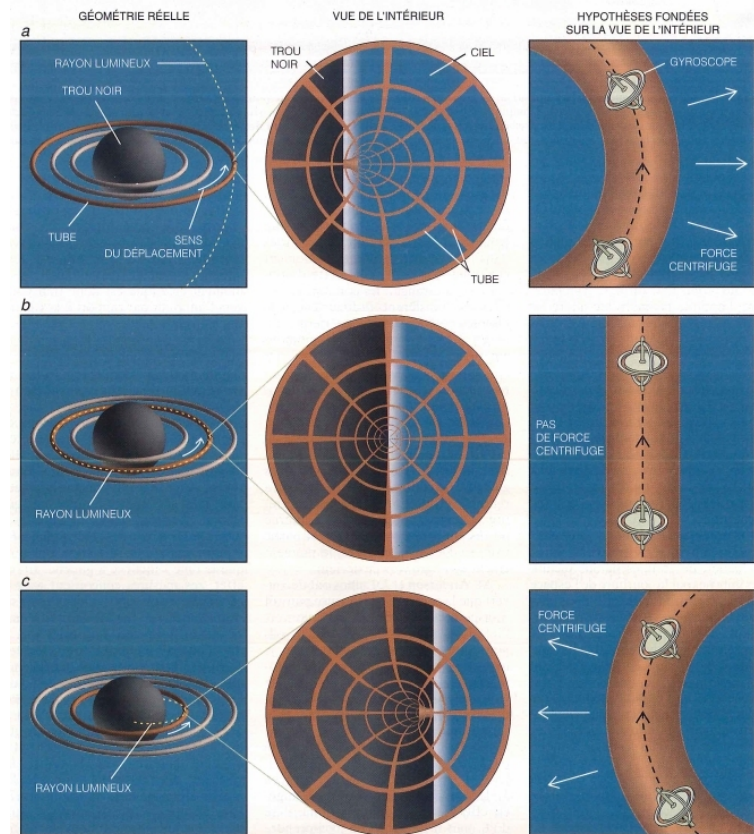 GÉOMÉTRIE RÉELLE
VUE DE L'INTÉRIEUR
HYPOTHÈSES FONDÉES
SUR LA VUE DE L'INTÉRIEUR
a
RAYON LUMINEUX
TROU NOIR
TUBE
SENS
DU DÉPLACEMENT
TROU
NOIR
CIEL
TUBE
GYROSCOPE
FORCE
CENTRIFUGE
b
RAYON LUMINEUX
PAS
DE FORCE
CENTRIFUGE
c
RAYON LUMINEUX
FORCE
CENTRIFUGE